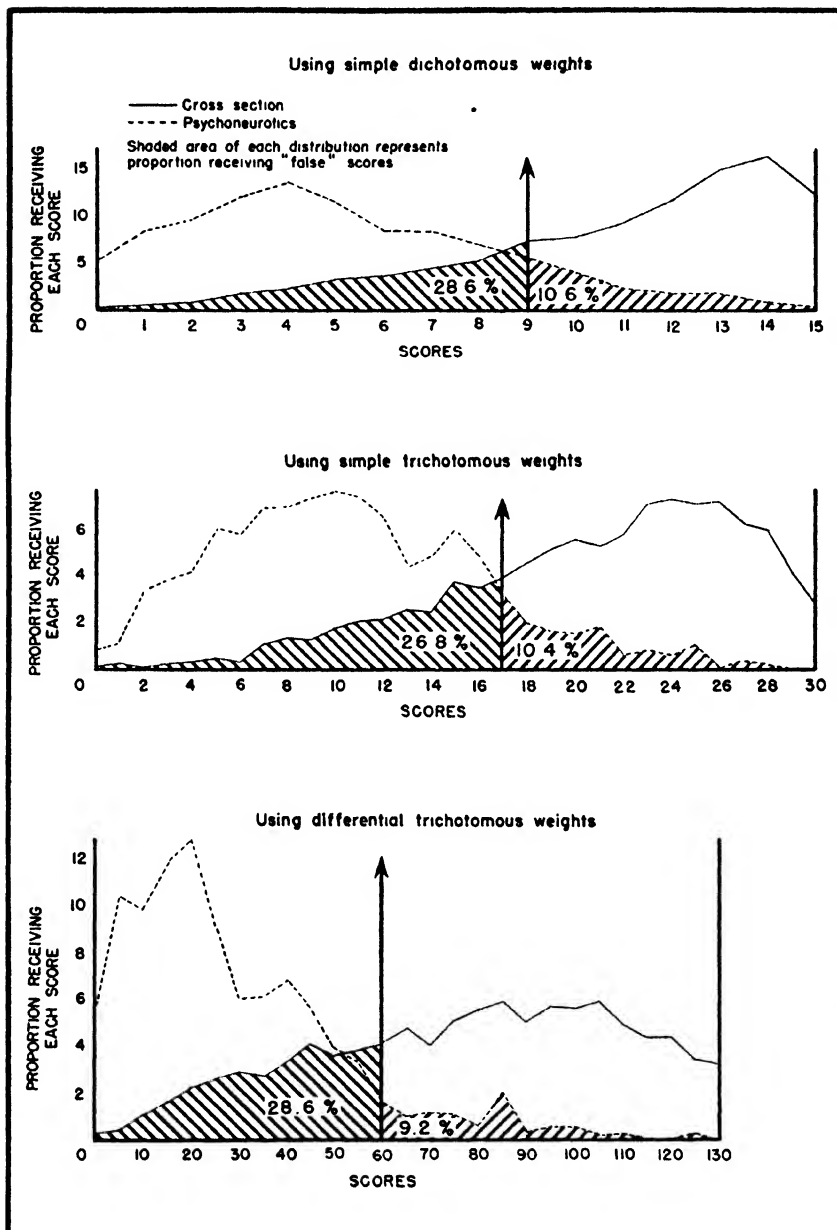 Using simple dichotomous weights
Cross section
Psychoneurotics
Shaded area of each distribution represents
proportion receiving "false" scores
PROPORTION RECEIVING
EACH SCORE
15
10
5
28 6 %
10 6 %
0 1 2 3 4 5 6 7 8 9 10 11 12 13 14 15
SCORES
Using simple trichotomous weights
PROPORTION RECEIVING
EACH SCORE
6
4
2
26 8 %
10 4 %
0 2 4 6 8 10 12 14 16 18 20 22 24 26 28 30
SCORES
Using differential trichotomous weights
PROPORTION RECEIVING
EACH SCORE
12
10
8
6
4
2
28.6 %
9.2 %
0 10 20 30 40 50 60 70 80 90 100 110 120 130
SCORES